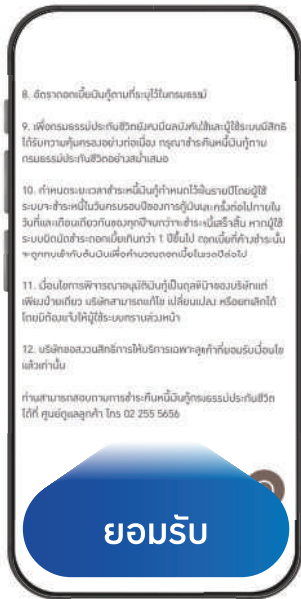 8. อัตราดอกเบี้ยเงินกู้ตามที่ระบุไว้ในกรมธรรม์
9. เพื่อกรมธรรม์ประกันชีวิตยังคงมีผลบังคับใช้และผู้ใช้ระบบมีสิทธิ
ได้รับความคุ้มครองอย่างต่อเนื่อง กรุณาชำระคืนหนี้เงินกู้ตาม
กรมธรรม์ประกันชีวิตอย่างสม่ำเสมอ
10. กำหนดระยะเวลาชำระหนี้เงินกู้กำหนดไว้เป็นรายปีโดยผู้ใช้
ระบบจะชำระหนี้ในวันครบรอบปีของการกู้เงินและครั้งต่อไปภายใน
วันที่และเดือนเดียวกันของทุกปีจนกว่าจะชำระหนี้เสร็จสิ้น หากผู้ใช้
ระบบผิดนัดชำระดอกเบี้ยเกินกว่า 1 ปีขึ้นไป ดอกเบี้ยที่ค้างชำระนั้น
จะถูกทบเข้ากับต้นเงินเพื่อคำนวณดอกเบี้ยในรอบปีต่อไป
11. เงื่อนไขการพิจารณาอนุมัติเงินกู้เป็นดุลพินิจของบริษัทแต่
เพียงฝ่ายเดียว บริษัทสามารถแก้ไข เปลี่ยนแปลง หรือยกเลิกได้
โดยมิต้องแจ้งให้ผู้ใช้ระบบทราบล่วงหน้า
12. บริษัทขอสงวนสิทธิการให้บริการเฉพาะลูกค้าที่ยอมรับเงื่อนไข
แล้วเท่านั้น
ท่านสามารถสอบถามการชำระคืนหนี้เงินกู้กรมธรรม์ประกันชีวิต
ได้ที่ ศูนย์ดูแลลูกค้า โทร 02 255 5656
ยอมรับ